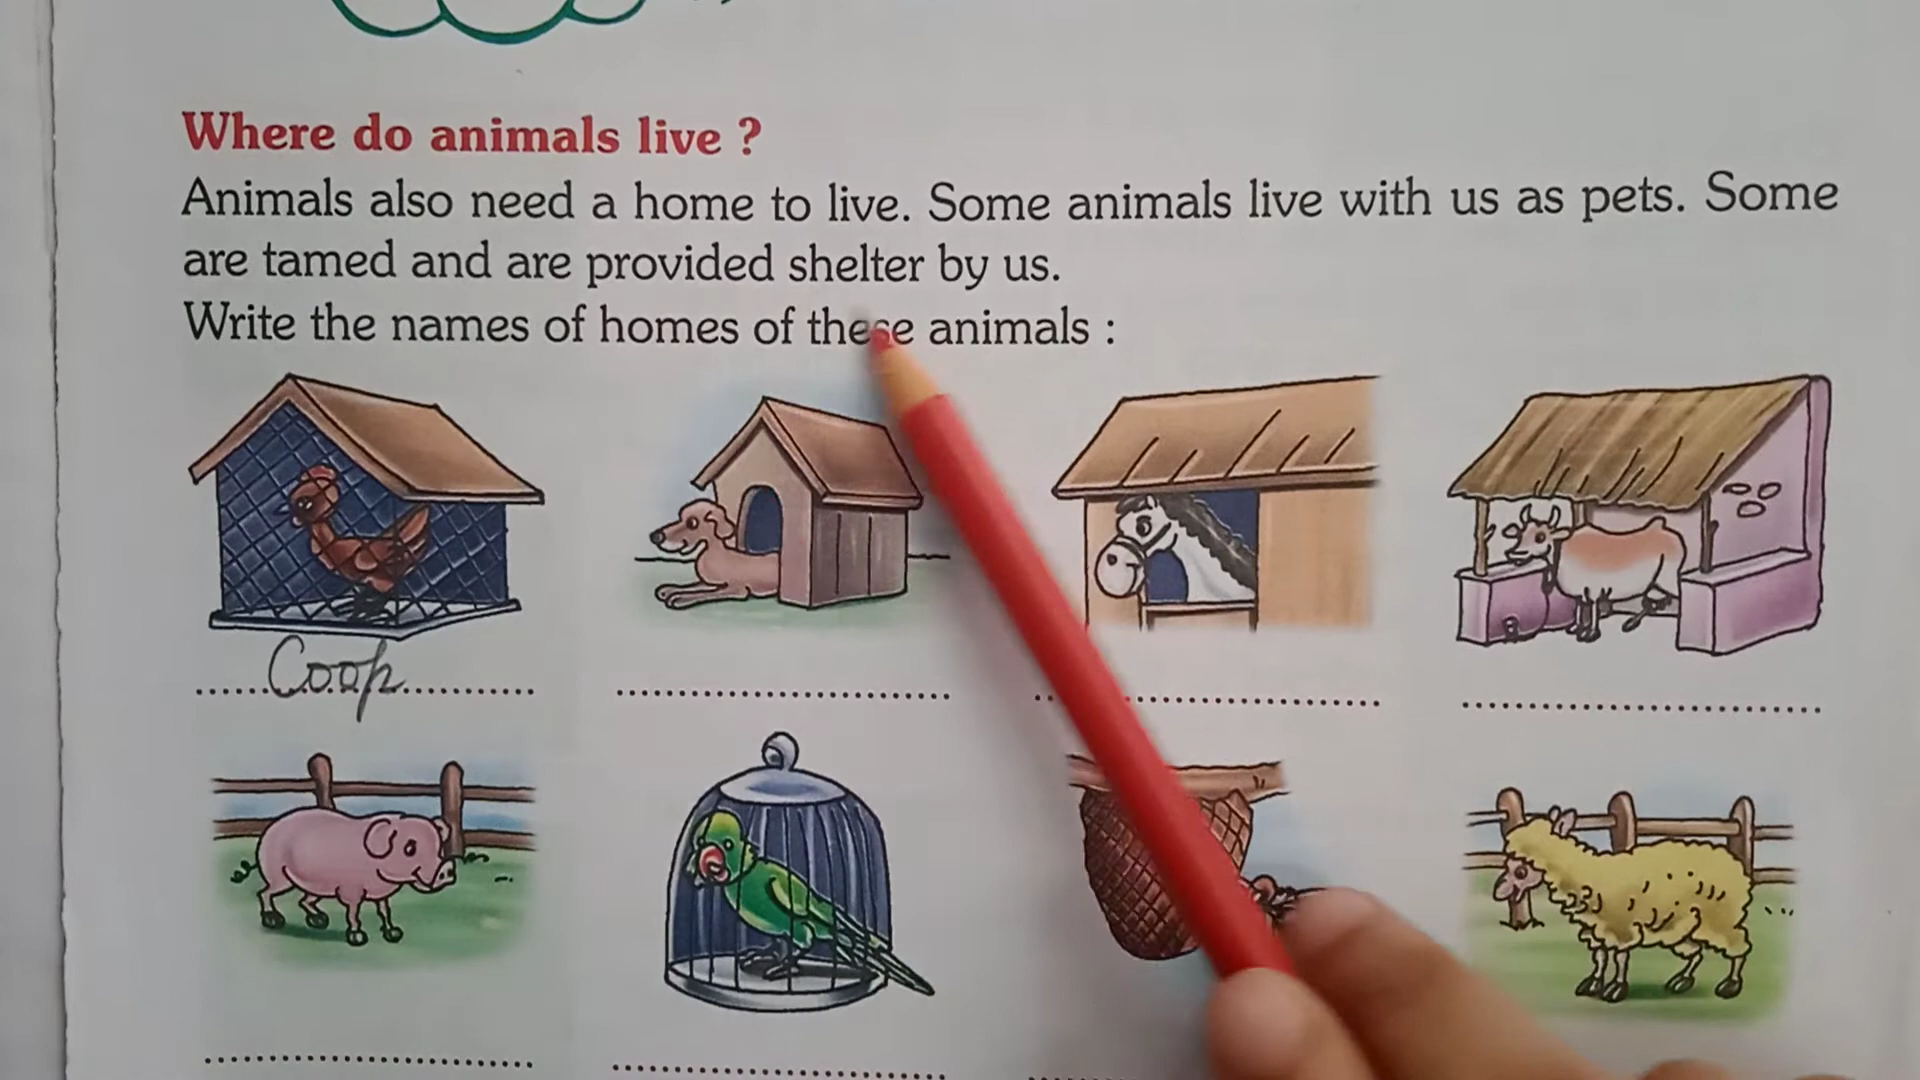 Where do animals live ?
Animals also need a home to live. Some animals live with us as pets. Some
are tamed and are provided shelter by us.
Write the names of homes of these animals :
Coop